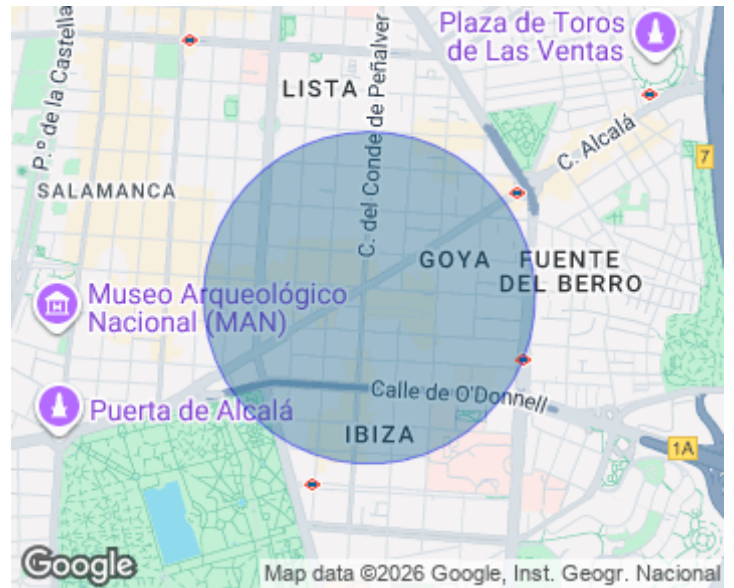 Plaza de Toros
de Las Ventas
P.º de la Castella
LISTA
C. del Conde de Peñalver
C. Alcalá
7
SALAMANCA
GOYA
FUENTE
DEL BERRO
Museo Arqueológico
Nacional (MAN)
Calle de O'Donnell
Puerta de Alcalá
IBIZA
1A
Google
Map data ©2026 Google, Inst. Geogr. Nacional